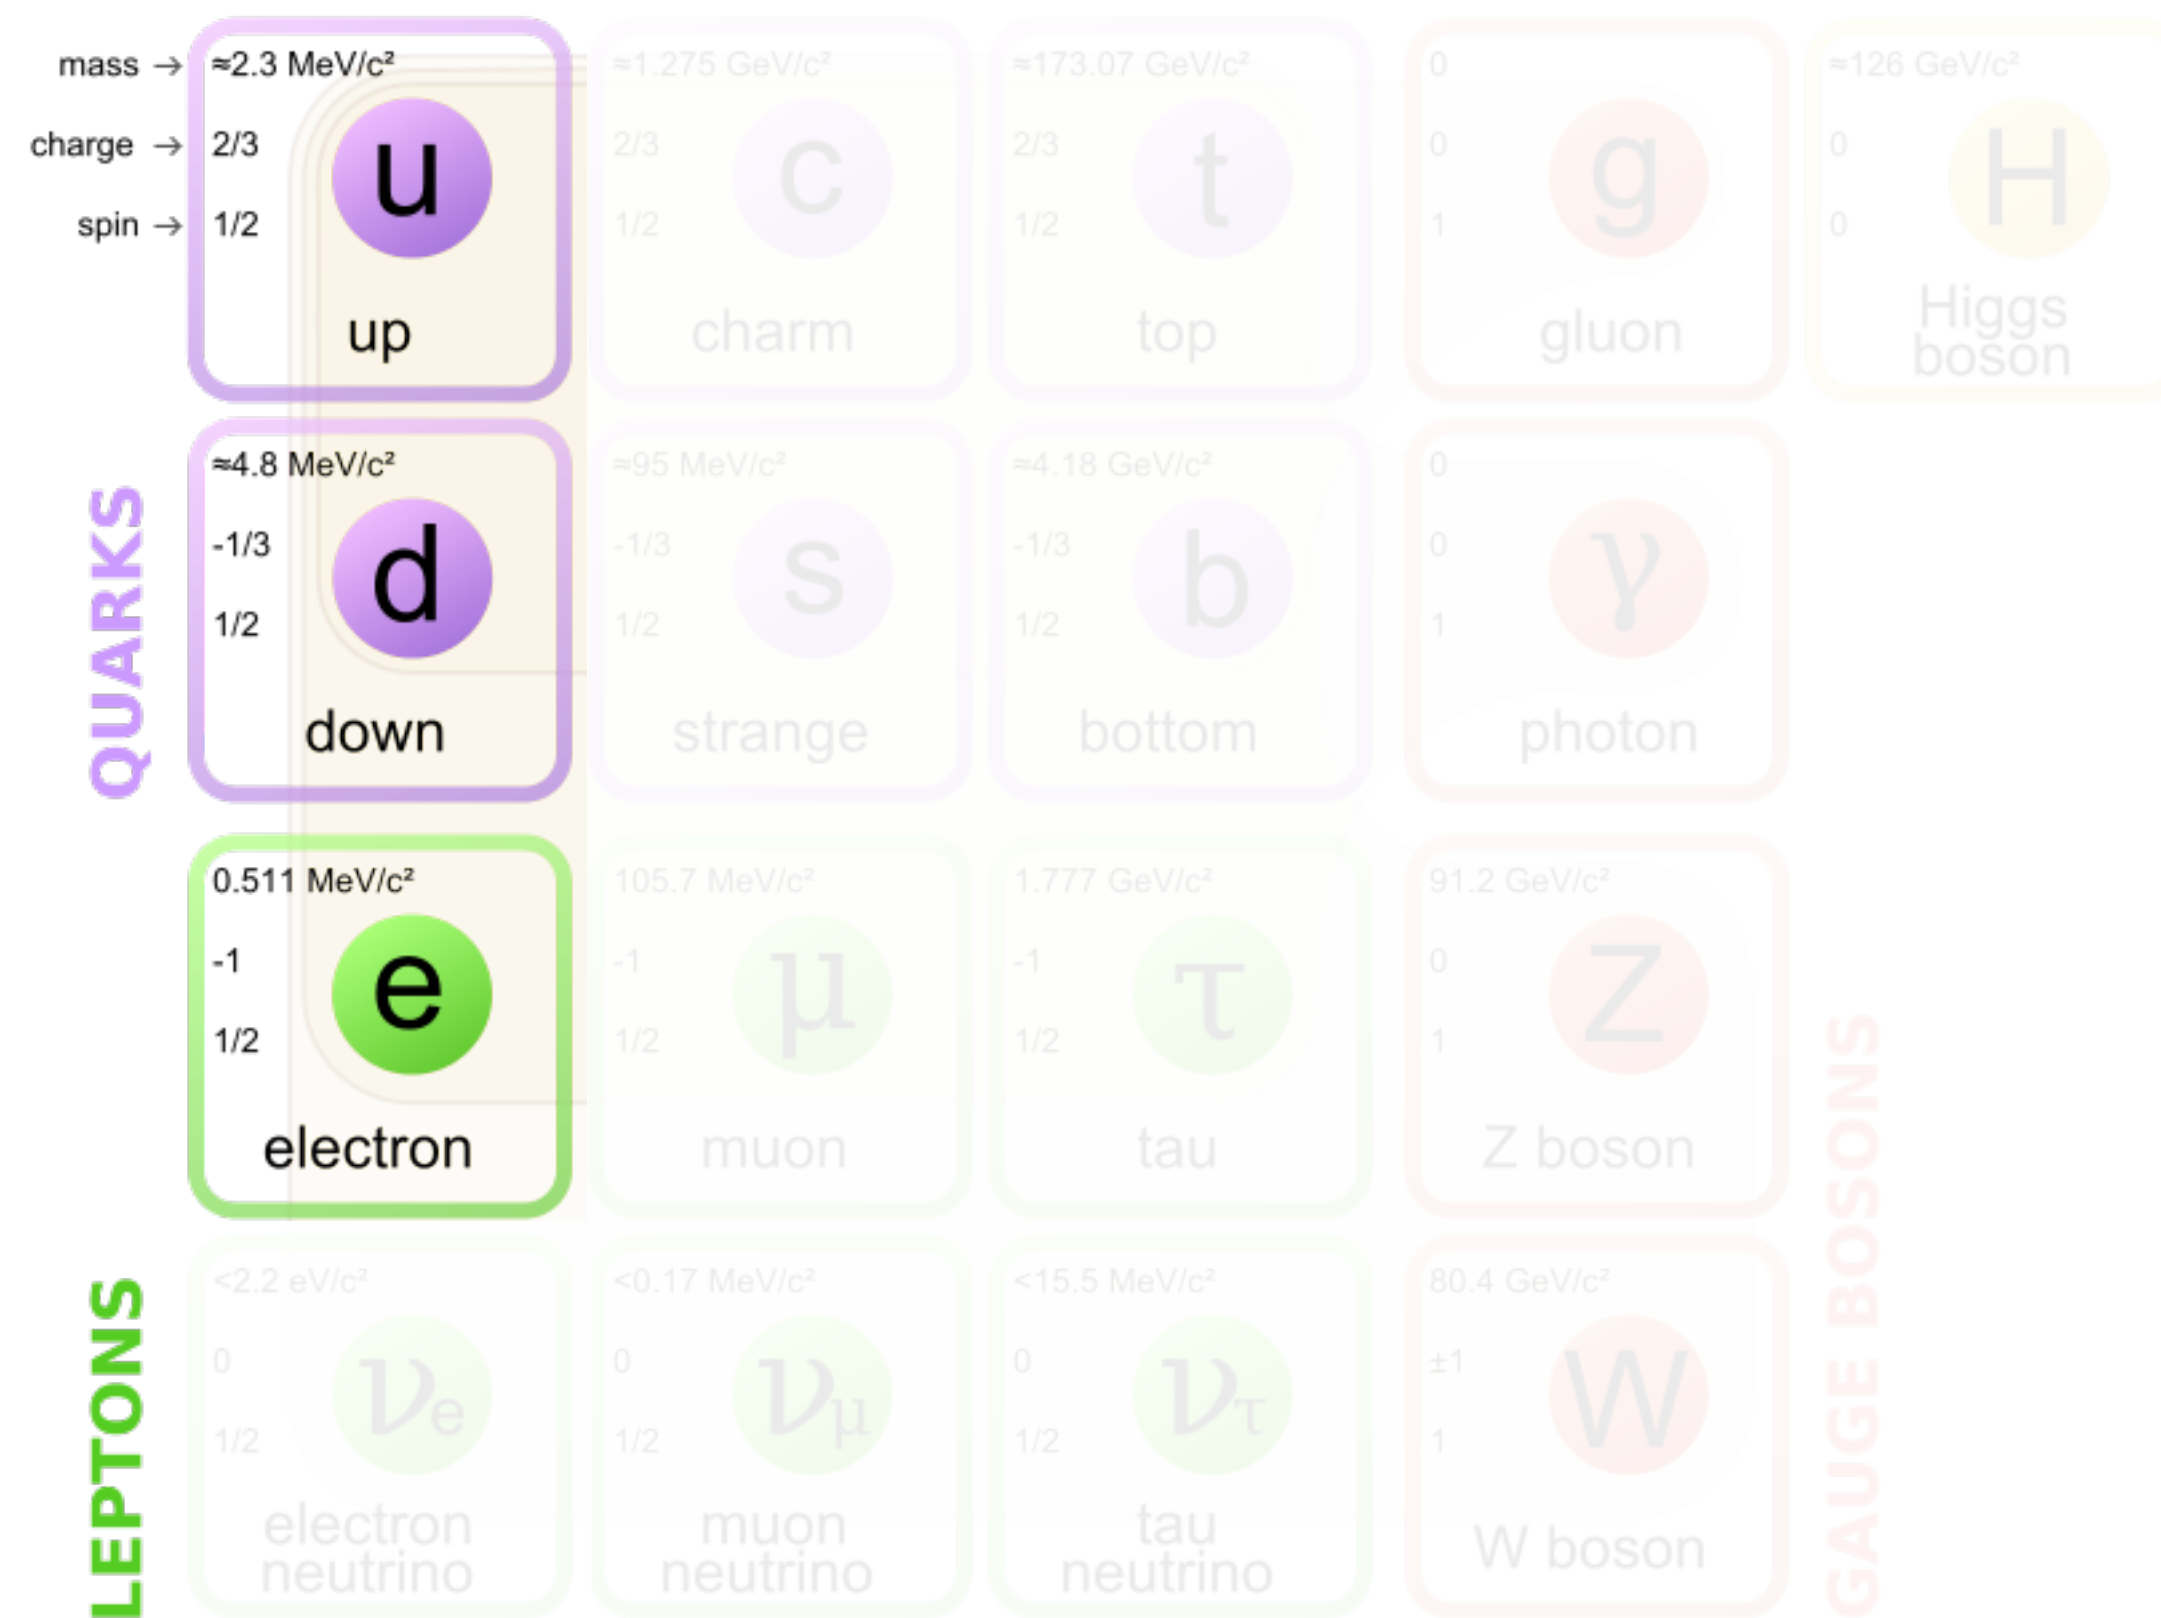 mass → ≈2.3 MeV/c²
charge → 2/3
spin → 1/2
u
up
≈1.275 GeV/c²
2/3
1/2
c
charm
≈173.07 GeV/c²
2/3
1/2
t
top
0
0
1
g
gluon
≈126 GeV/c²
0
0
H
Higgs
boson
QUARKS
≈4.8 MeV/c²
-1/3
1/2
d
down
≈95 MeV/c²
-1/3
1/2
s
strange
≈4.18 GeV/c²
-1/3
1/2
b
bottom
0
0
1
γ
photon
0.511 MeV/c²
-1
1/2
e
electron
105.7 MeV/c²
-1
1/2
μ
muon
1.777 GeV/c²
-1
1/2
τ
tau
91.2 GeV/c²
0
1
Z
Z boson
LEPTONS
<2.2 eV/c²
0
1/2
νe
electron
neutrino
<0.17 MeV/c²
0
1/2
νμ
muon
neutrino
<15.5 MeV/c²
0
1/2
ντ
tau
neutrino
80.4 GeV/c²
±1
1
W
W boson
GAUGE BOSONS